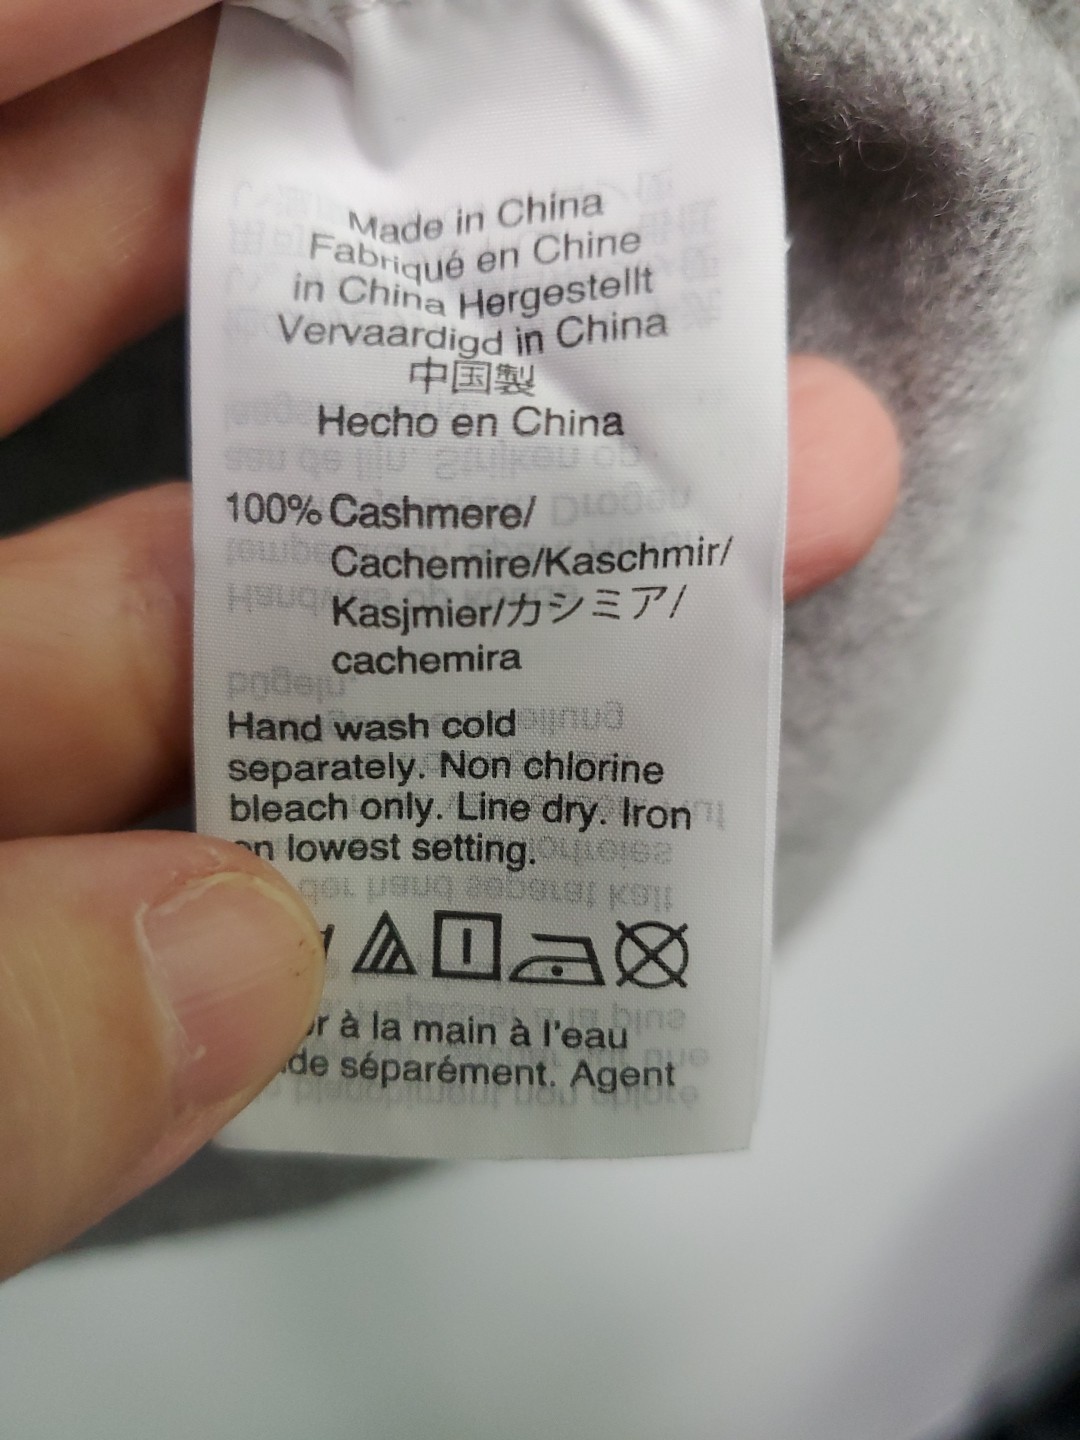 Made in China
Fabriqué en Chine
in China Hergestellt
Vervaardigd in China
中国製
Hecho en China
100% Cashmere/
Cachemire/Kaschmir/
Kasjmier/カシミア/
cachemira
Hand wash cold
separately. Non chlorine
bleach only. Line dry. Iron
on lowest setting.
à la main à l'eau
séparément. Agent